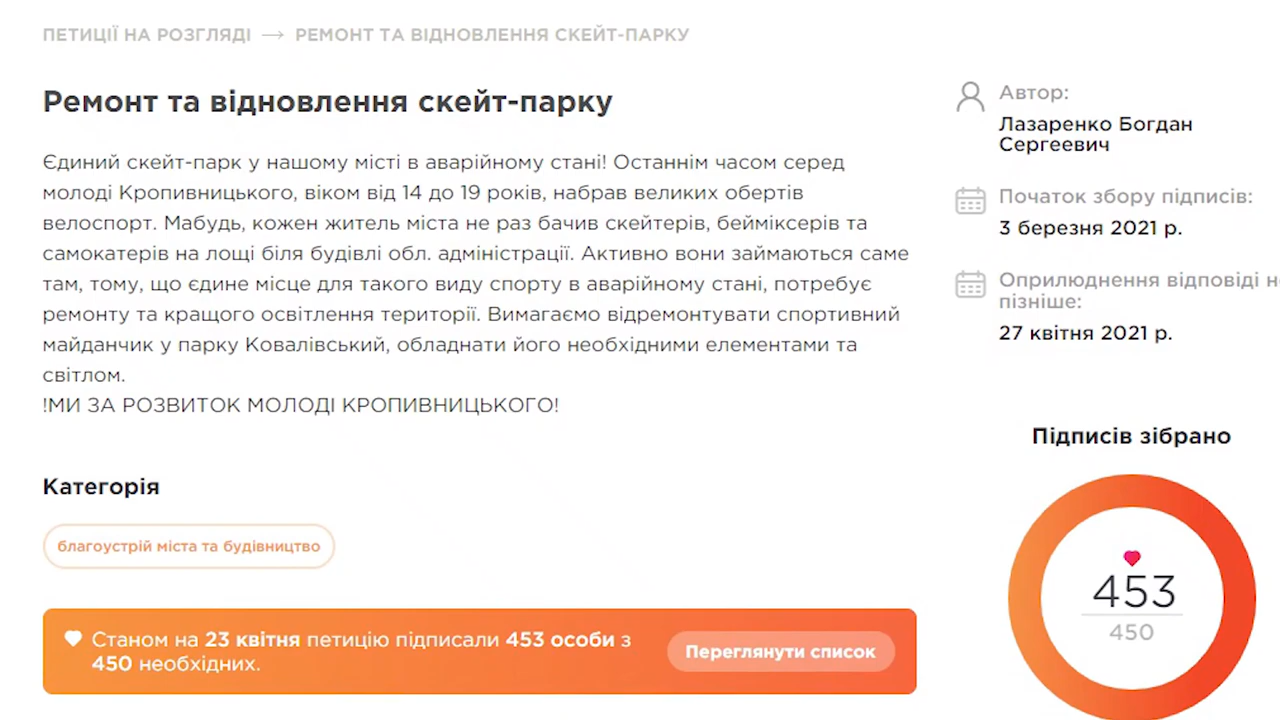 ПЕТИЦІЇ НА РОЗГЛЯДІ → РЕМОНТ ТА ВІДНОВЛЕННЯ СКЕЙТ-ПАРКУ
Ремонт та відновлення скейт-парку
Єдиний скейт-парк у нашому місті в аварійному стані! Останнім часом серед
молоді Кропивницького, віком від 14 до 19 років, набрав великих обертів
велоспорт. Мабудь, кожен житель міста не раз бачив скейтерів, бейміксерів та
самокатерів на лощі біля будівлі обл. адміністрації. Активно вони займаються саме
там, тому, що єдине місце для такого виду спорту в аварійному стані, потребує
ремонту та кращого освітлення території. Вимагаємо відремонтувати спортивний
майданчик у парку Ковалівський, обладнати його необхідними елементами та
світлом.
!МИ ЗА РОЗВИТОК МОЛОДІ КРОПИВНИЦЬКОГО!
Категорія
благоустрій міста та будівництво
Станом на 23 квітня петицію підписали 453 особи з
450 необхідних.
Переглянути список
Автор:
Лазаренко Богдан
Сергеевич
Початок збору підписів:
3 березня 2021 р.
Оприлюднення відповіді
пізніше:
27 квітня 2021 р.
Підписів зібрано
453
450